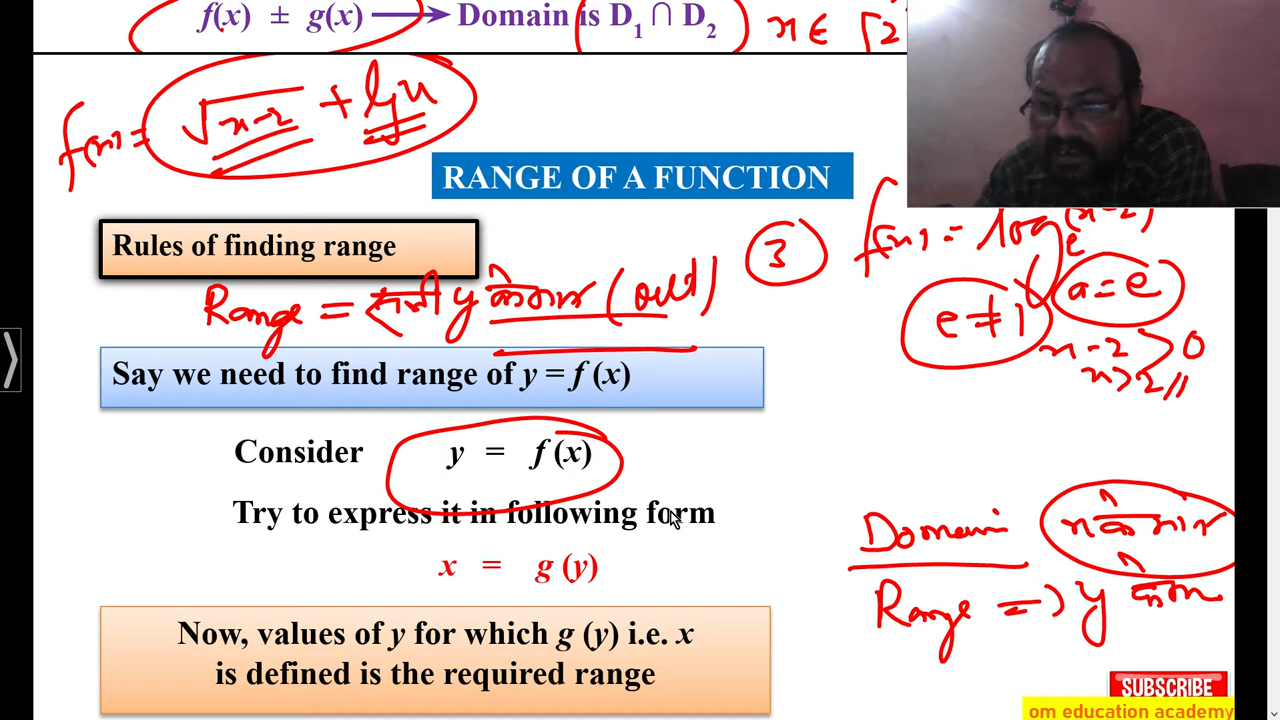 f(x) ± g(x) ⟶ Domain is D₁ ∩ D₂ x ∈ [2
f(x) = √x-2 + log x
RANGE OF A FUNCTION
Rules of finding range
③ f(x) = log e (x-2)
Range = y का मान (
e ≠ 1 a = e
x-2 > 0
x > 2
Say we need to find range of y = f (x)
Consider y = f (x)
Try to express it in following form
x = g (y)
Domain x का मान
Range ⇒ y का मान
Now, values of y for which g (y) i.e. x
is defined is the required range
SUBSCRIBE
om education academy